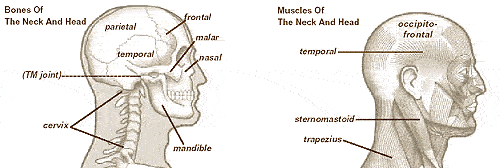 Bones Of
The Neck And Head
parietal
frontal
malar
temporal
nasal
(TM joint)
cervix
mandible
Muscles Of
The Neck And Head
occipito-
frontal
temporal
sternomastoid
trapezius